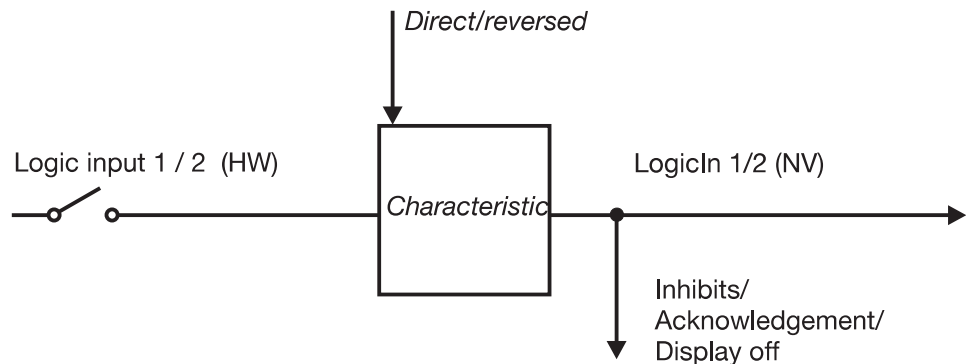 Direct/reversed
Logic input 1 / 2 (HW)
LogicIn 1/2 (NV)
Characteristic
Inhibits/
Acknowledgement/
Display off